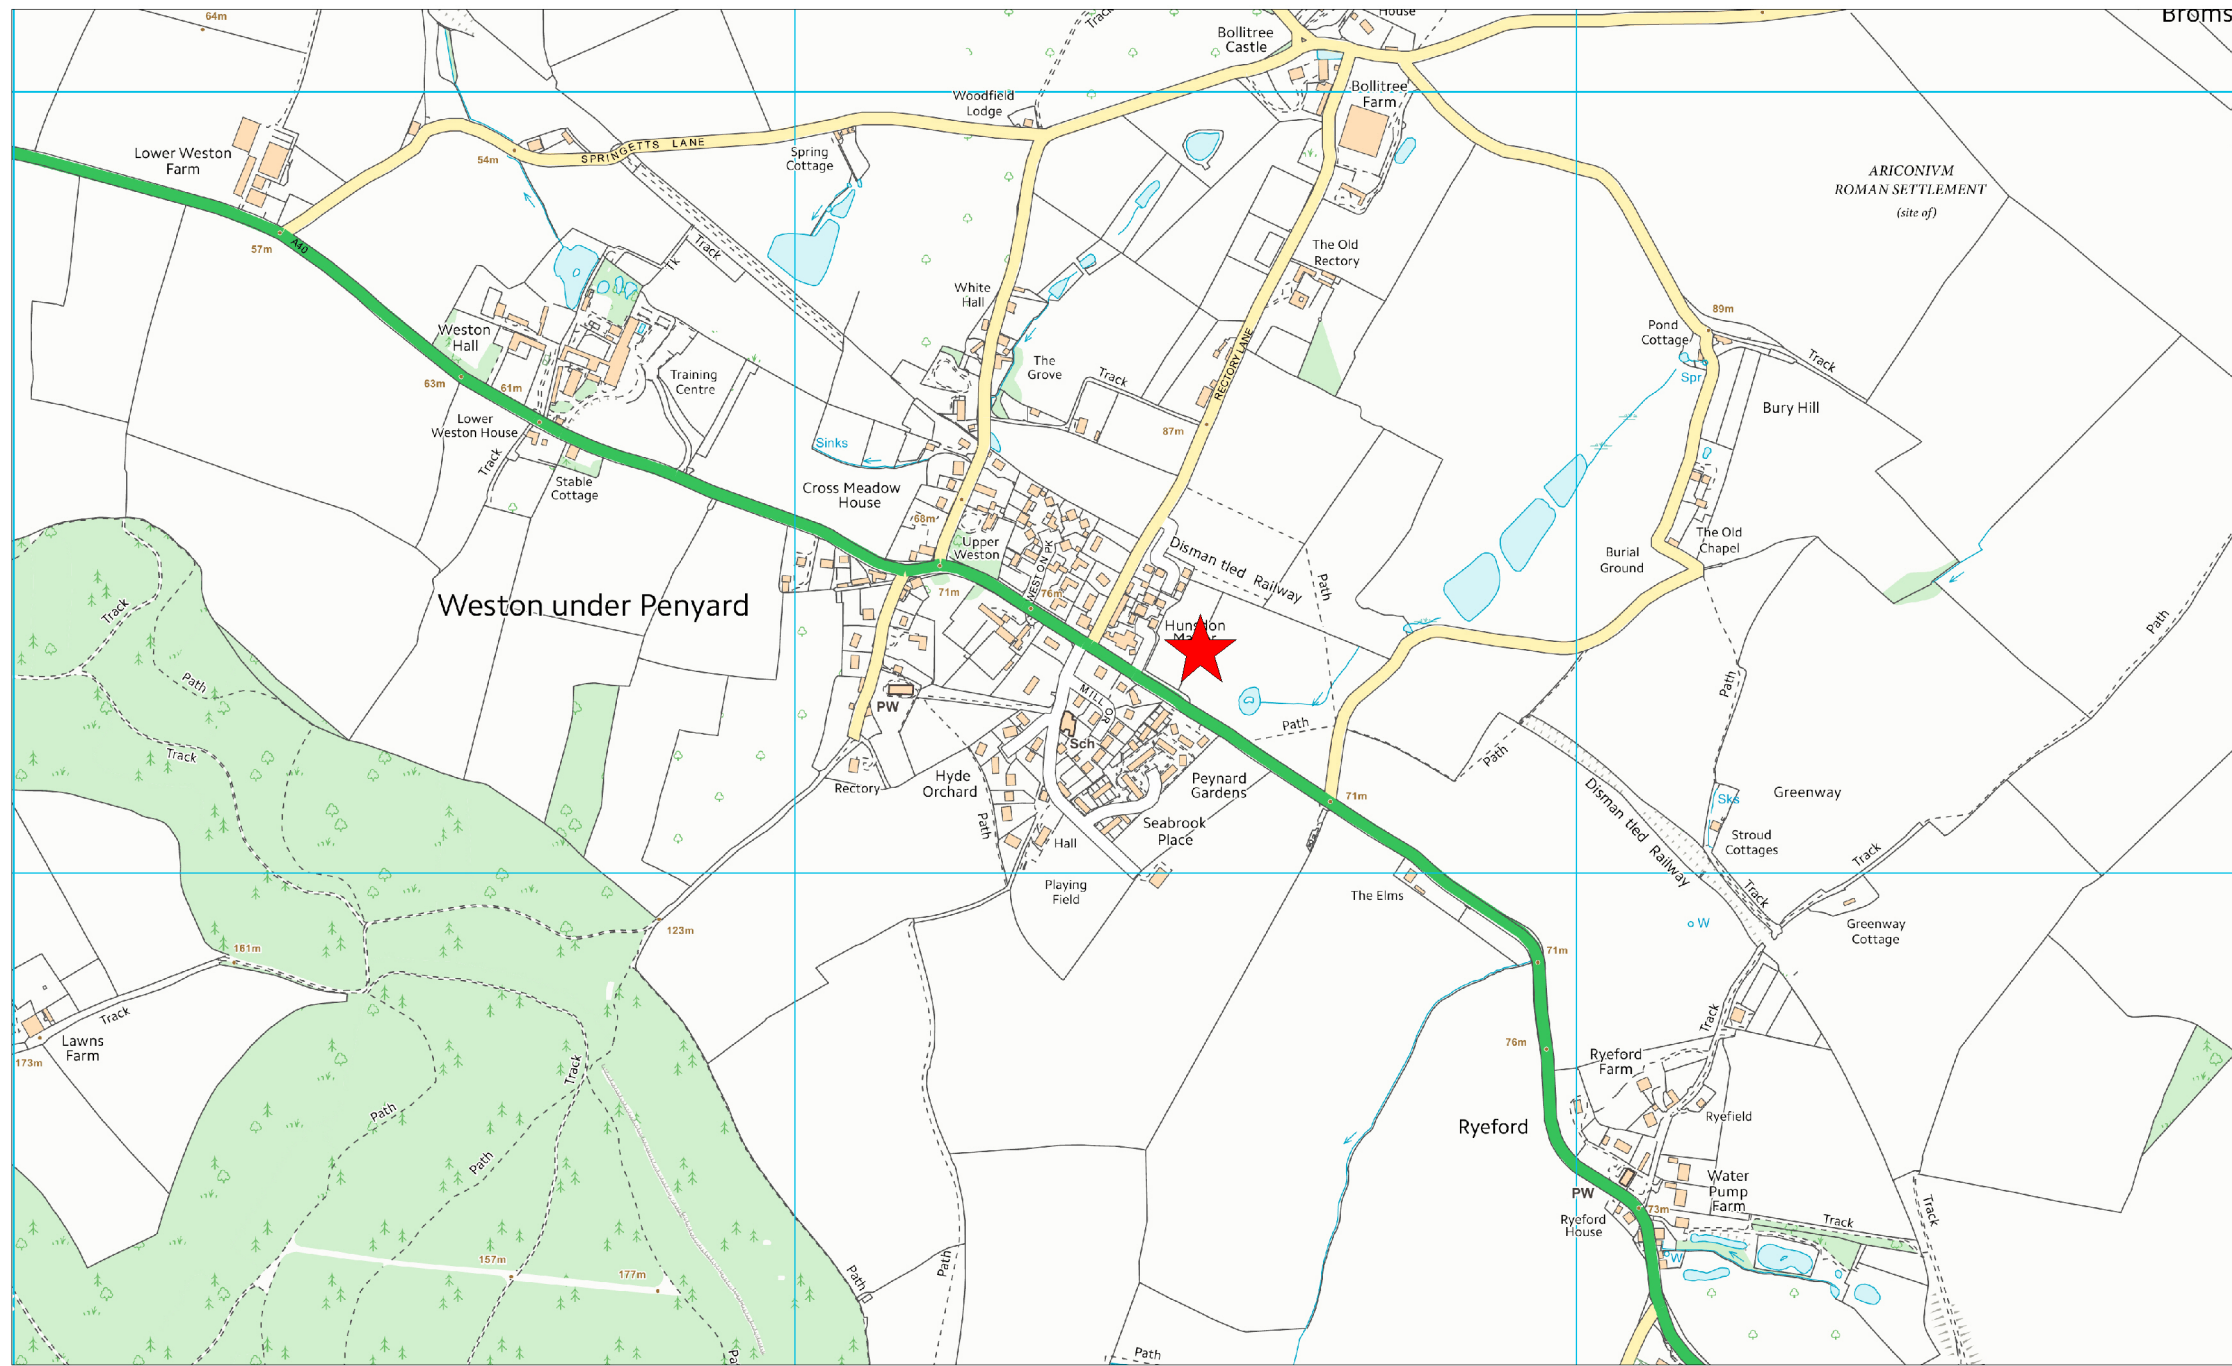 64m
House
Broms
Bollitree
Castle
Track
Woodfield
Lodge
Bollitree
Farm
Lower Weston
Farm
54m
SPRINGETTS LANE
Spring
Cottage
ARICONIVM
ROMAN SETTLEMENT
(site of)
57m
A40
Track
Tk
The Old
Rectory
White
Hall
Weston
Hall
89m
Pond
Cottage
Track
Spr
63m
61m
Training
Centre
The
Grove
Track
RECTORY LANE
Bury Hill
Lower
Weston House
87m
Sinks
Track
Stable
Cottage
Cross Meadow
House
68m
Upper
Weston
WESTON PK
Dismantled Railway
Path
Burial
Ground
The Old
Chapel
71m
76m
Weston under Penyard
Hunsdon
Track
Path
Path
Path
PW
MILL DR
Path
Track
Sch
Path
Rectory
Hyde
Orchard
Path
Peynard
Gardens
71m
Dismantled Railway
Sks
Greenway
Seabrook
Place
Hall
Stroud
Cottages
Track
Track
Playing
Field
The Elms
W
Greenway
Cottage
123m
161m
71m
Track
Lawns
Farm
173m
Track
76m
Track
Ryeford
Farm
Path
Ryefield
Ryeford
Path
Water
Pump
Farm
PW
73m
Ryeford
House
Track
Track
W
157m
177m
Path
Path
Path